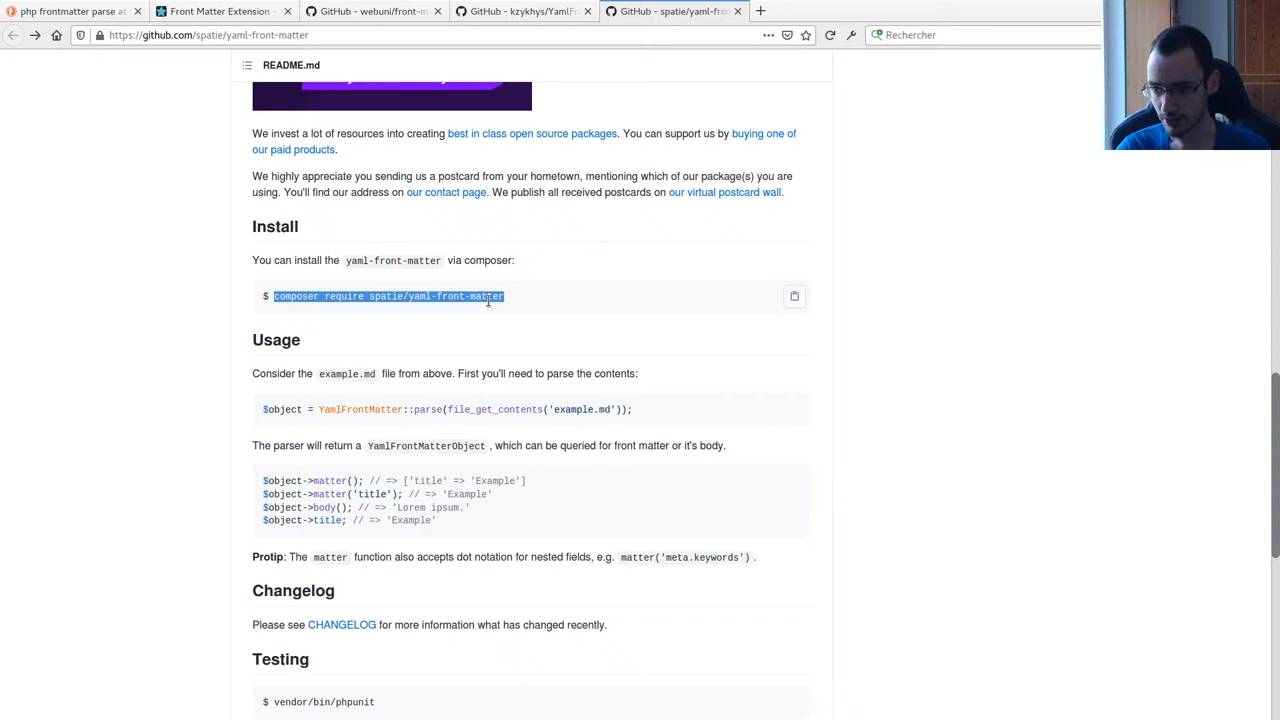 php frontmatter parse at
Front Matter Extension -
GitHub - webuni/front-m
GitHub - kzykhys/YamlFr
GitHub - spatie/yaml-fro
https://github.com/spatie/yaml-front-matter
Rechercher
README.md
We invest a lot of resources into creating best in class open source packages. You can support us by buying one of
our paid products.
We highly appreciate you sending us a postcard from your hometown, mentioning which of our package(s) you are
using. You'll find our address on our contact page. We publish all received postcards on our virtual postcard wall.
Install
You can install the yaml-front-matter via composer:
$ composer require spatie/yaml-front-matter
Usage
Consider the example.md file from above. First you'll need to parse the contents:
$object = YamlFrontMatter::parse(file_get_contents('example.md'));
The parser will return a YamlFrontMatterObject , which can be queried for front matter or it's body.
$object->matter(); // => ['title' => 'Example']
$object->matter('title'); // => 'Example'
$object->body(); // => 'Lorem ipsum.'
$object->title; // => 'Example'
Protip: The matter function also accepts dot notation for nested fields, e.g. matter('meta.keywords') .
Changelog
Please see CHANGELOG for more information what has changed recently.
Testing
$ vendor/bin/phpunit